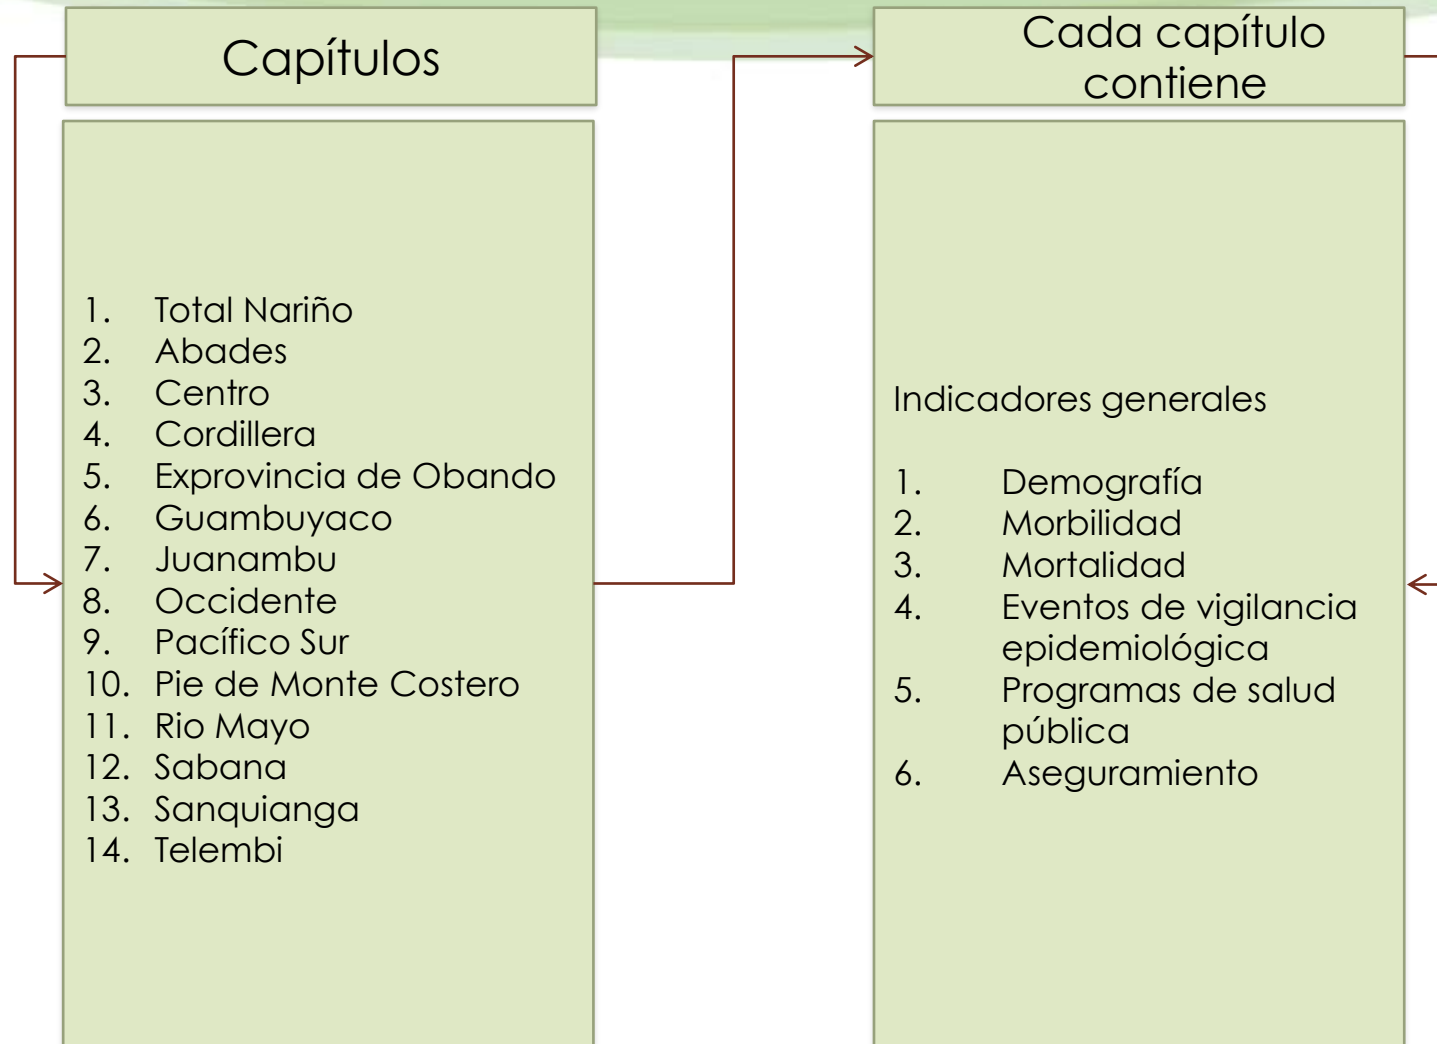 Capítulos
1. Total Nariño
2. Abades
3. Centro
4. Cordillera
5. Exprovincia de Obando
6. Guambuyaco
7. Juanambu
8. Occidente
9. Pacífico Sur
10. Pie de Monte Costero
11. Rio Mayo
12. Sabana
13. Sanquianga
14. Telembi
Cada capítulo
contiene
Indicadores generales
1. Demografía
2. Morbilidad
3. Mortalidad
4. Eventos de vigilancia
epidemiológica
5. Programas de salud
pública
6. Aseguramiento